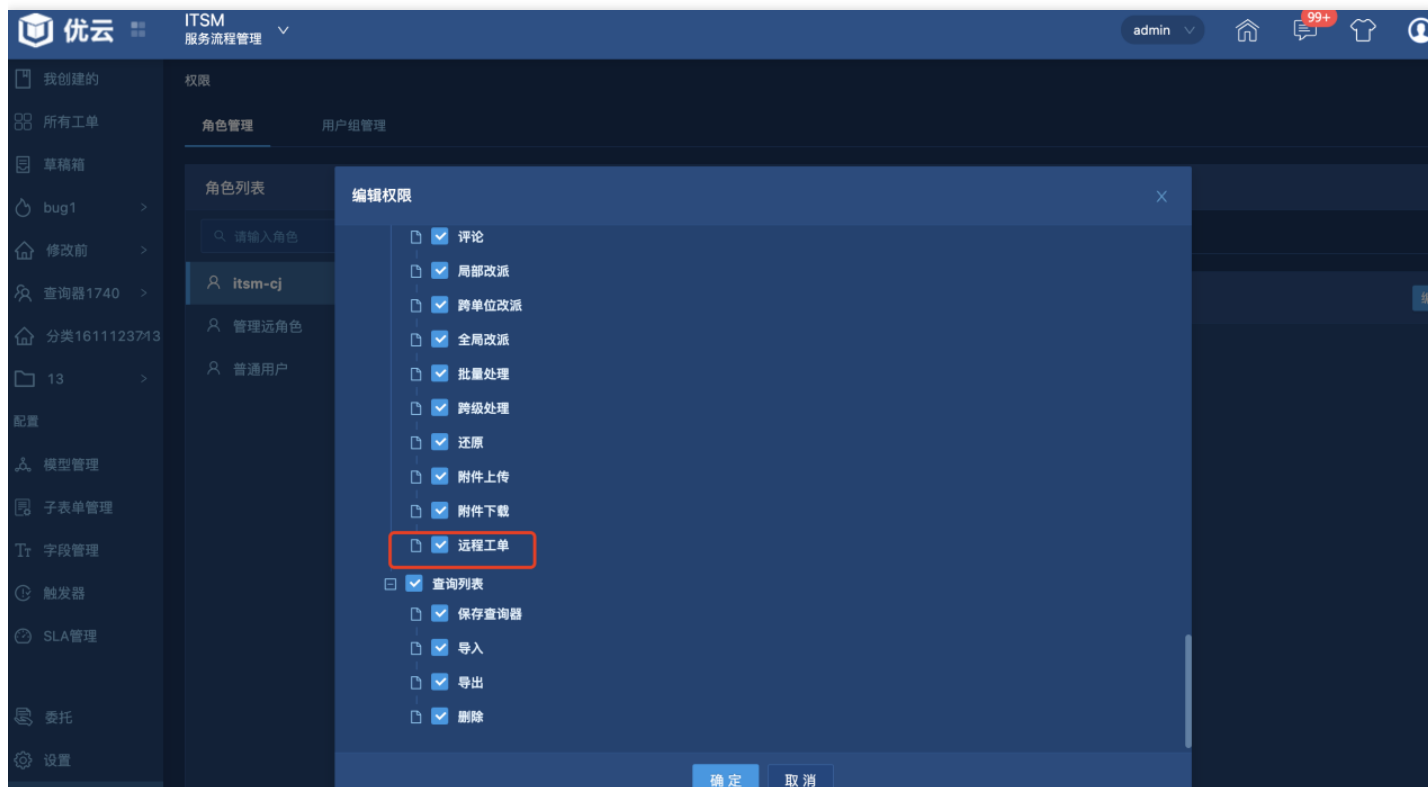 优云
ITSM
服务流程管理
admin
99+
我创建的
所有工单
草稿箱
bug1
修改前
查询器1740
分类1611123713
13
配置
模型管理
子表单管理
字段管理
触发器
SLA管理
委托
设置
权限
角色管理
用户组管理
角色列表
请输入角色
itsm-cj
管理远角色
普通用户
编辑权限
评论
局部改派
跨单位改派
全局改派
批量处理
跨级处理
还原
附件上传
附件下载
远程工单
查询列表
保存查询器
导入
导出
删除
确 定
取 消